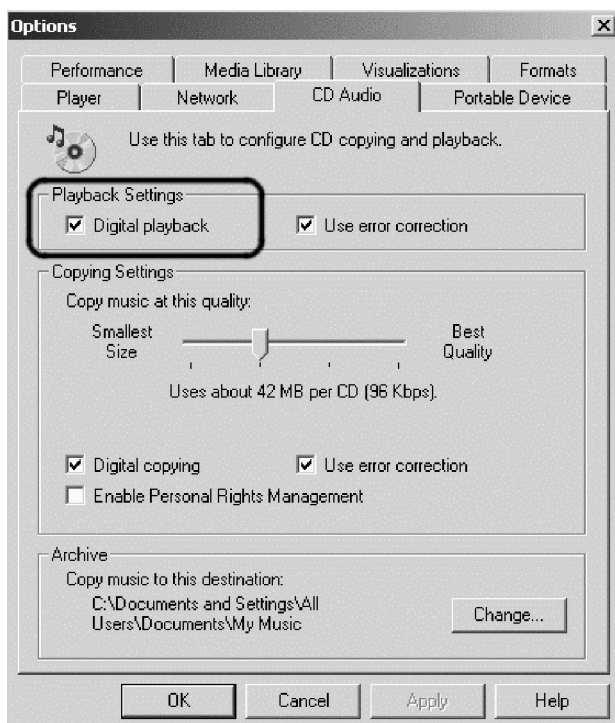 Options
Performance Media Library Visualizations Formats
Player Network CD Audio Portable Device
Use this tab to configure CD copying and playback.
Playback Settings
Digital playback Use error correction
Copying Settings
Copy music at this quality:
Smallest Size Best Quality
Uses about 42 MB per CD (96 Kbps).
Digital copying Use error correction
Enable Personal Rights Management
Archive
Copy music to this destination:
C:\Documents and Settings\All
Users\Documents\My Music
Change...
OK Cancel Apply Help